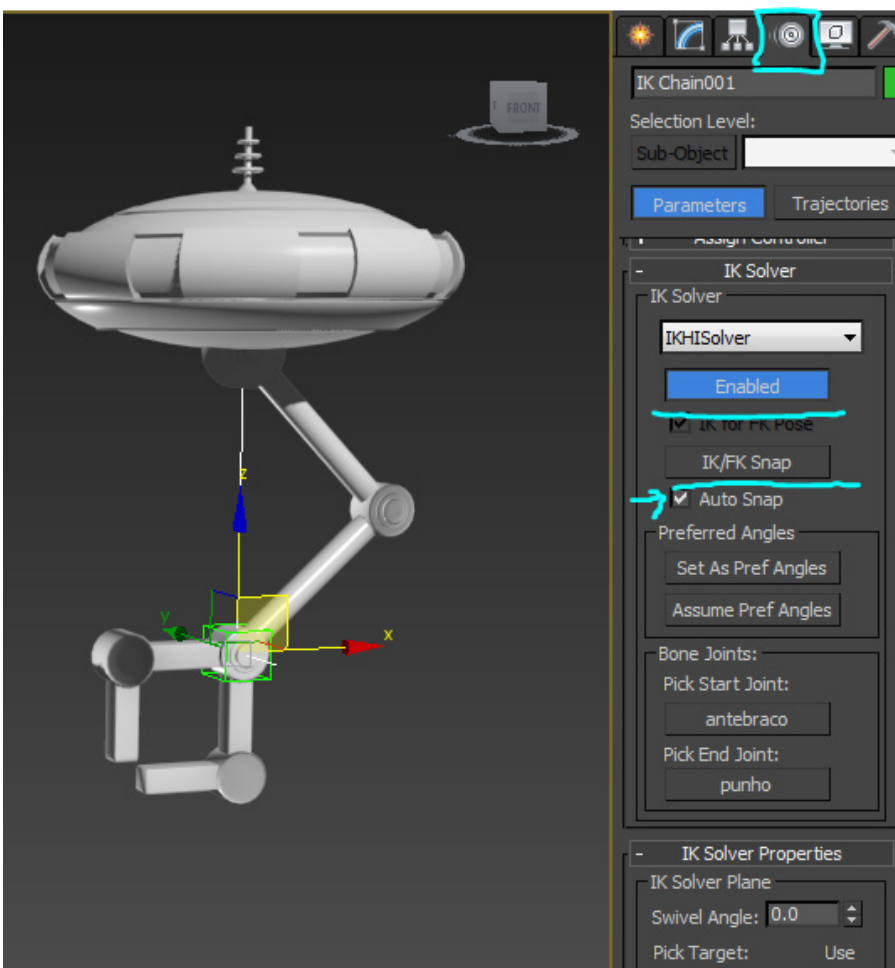 FRONT
IK Chain001
Selection Level:
Sub-Object
Parameters Trajectories
Assign Controller
- IK Solver
IK Solver
IKHISolver
Enabled
IK for FK Pose
IK/FK Snap
Auto Snap
Preferred Angles
Set As Pref Angles
Assume Pref Angles
Bone Joints:
Pick Start Joint:
antebraco
Pick End Joint:
punho
- IK Solver Properties
IK Solver Plane
Swivel Angle: 0.0
Pick Target: Use
z
y
x